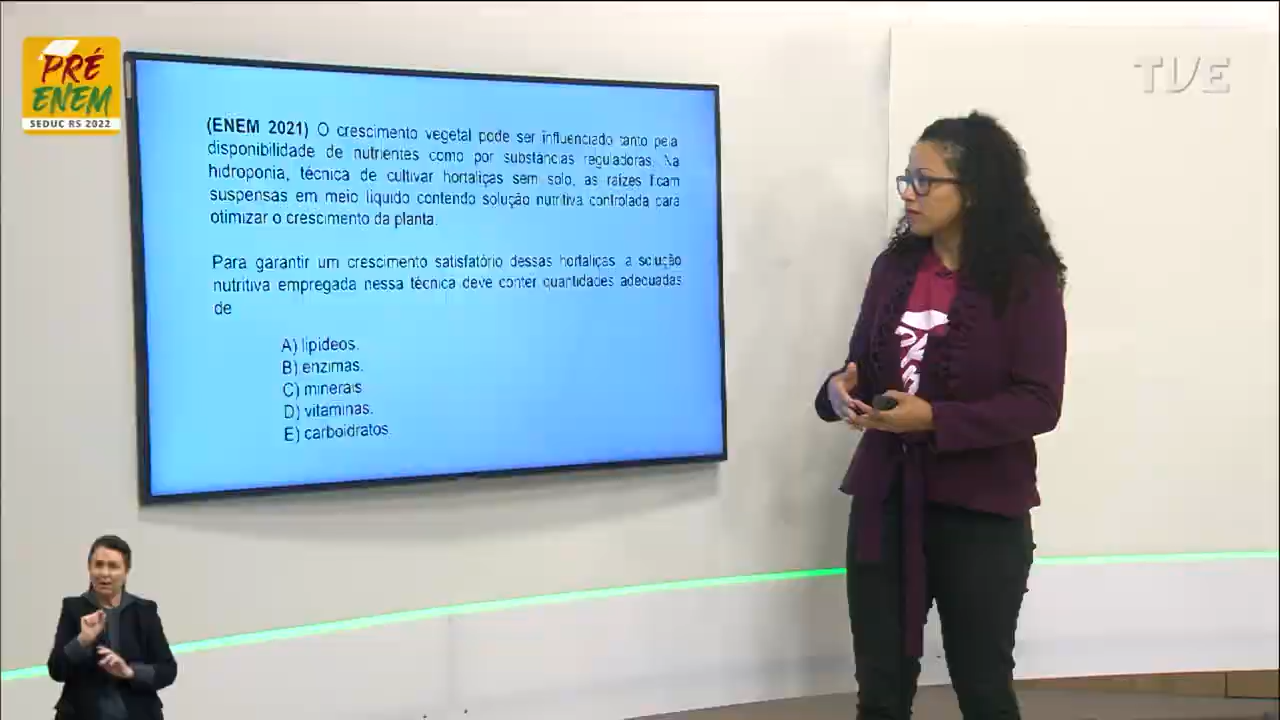 PRÉ
ENEM
SEDUC RS 2022
TVE
(ENEM 2021) O crescimento vegetal pode ser influenciado tanto pela
disponibilidade de nutrientes como por substâncias reguladoras. Na
hidroponia, técnica de cultivar hortaliças sem solo, as raízes ficam
suspensas em meio líquido contendo solução nutritiva controlada para
otimizar o crescimento da planta.
Para garantir um crescimento satisfatório dessas hortaliças, a solução
nutritiva empregada nessa técnica deve conter quantidades adequadas
de
A) lipídeos.
B) enzimas.
C) minerais.
D) vitaminas.
E) carboidratos.